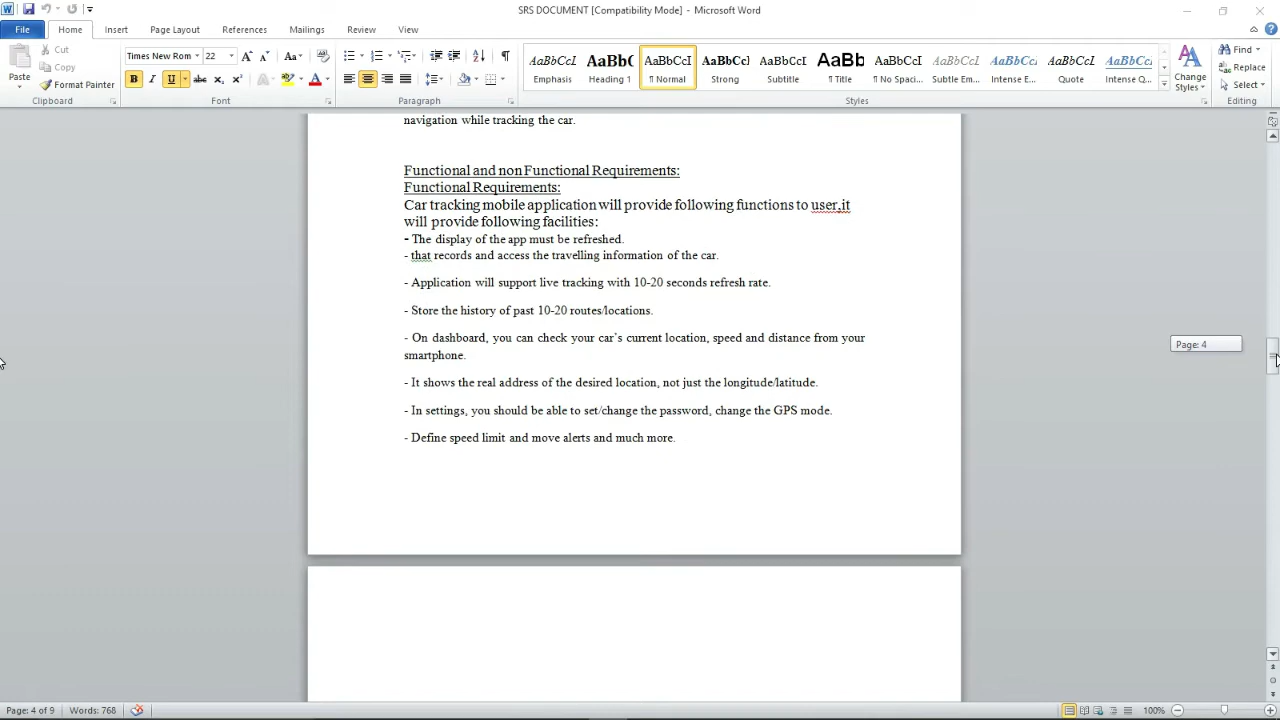 SRS DOCUMENT [Compatibility Mode] - Microsoft Word
File Home Insert Page Layout References Mailings Review View
Paste
Cut
Copy
Format Painter
Clipboard
Times New Rom 22
Font
Paragraph
AaBbCcI AaBbC AaBbCcI AaBbCc AaBbCcI AaBb AaBbCcI AaBbCcI AaBbCcI AaBbCcI AaBbCcI
Emphasis Heading 1 ¶ Normal Strong Subtitle ¶ Title ¶ No Spaci... Subtle Em... Intense E... Quote Intense Q...
Styles
Change
Styles
Find
Replace
Select
Editing
navigation while tracking the car.
Functional and non Functional Requirements:
Functional Requirements:
Car tracking mobile application will provide following functions to user.it
will provide following facilities:
- The display of the app must be refreshed.
- that records and access the travelling information of the car.
- Application will support live tracking with 10-20 seconds refresh rate.
- Store the history of past 10-20 routes/locations.
- On dashboard, you can check your car’s current location, speed and distance from your
smartphone.
- It shows the real address of the desired location, not just the longitude/latitude.
- In settings, you should be able to set/change the password, change the GPS mode.
- Define speed limit and move alerts and much more.
Page: 4
Page: 4 of 9 Words: 768 100%